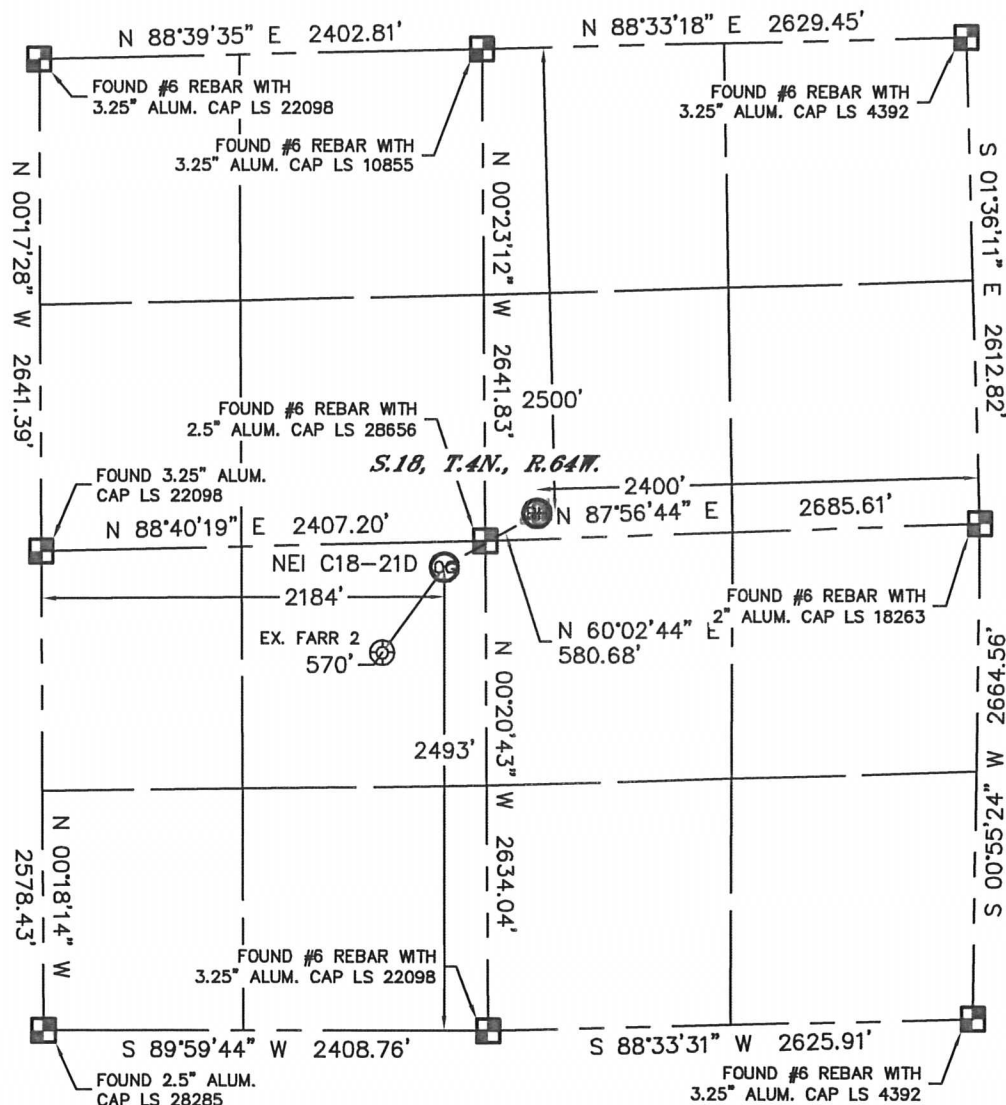 N 88°39'35" E 2402.81'
N 88°33'18" E 2629.45'
FOUND #6 REBAR WITH
3.25" ALUM. CAP LS 22098
FOUND #6 REBAR WITH
3.25" ALUM. CAP LS 4392
FOUND #6 REBAR WITH
3.25" ALUM. CAP LS 10855
N 00°17'28" W 2641.39'
N 00°23'12" W 2641.83'
S 01°36'11" E 2612.82'
2500'
FOUND #6 REBAR WITH
2.5" ALUM. CAP LS 28656
S.18, T.4N., R.64W.
2400'
FOUND 3.25" ALUM.
CAP LS 22098
BH
N 87°56'44" E 2685.61'
N 88°40'19" E 2407.20'
NEI C18-21D
OG
2184'
FOUND #6 REBAR WITH
2" ALUM. CAP LS 18263
EX. FARR 2
570'
N 60°02'44" E
580.68'
2493'
N 00°20'43" W 2634.04'
S 00°55'24" W 2664.56'
N 00°18'14" W
2578.43'
FOUND #6 REBAR WITH
3.25" ALUM. CAP LS 22098
S 89°59'44" W 2408.76'
S 88°33'31" W 2625.91'
FOUND 2.5" ALUM.
CAP LS 28285
FOUND #6 REBAR WITH
3.25" ALUM. CAP LS 4392